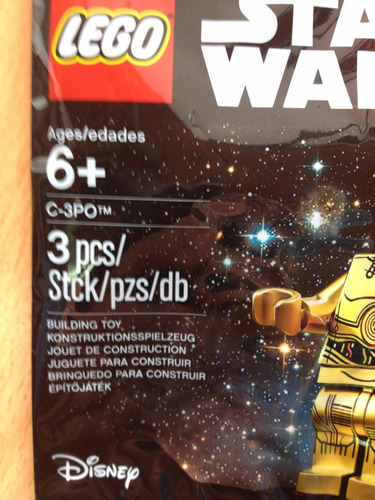 LEGO
STA
WAR
Ages/edades
6+
C-3PO™
3 pcs/
Stck/pzs/db
BUILDING TOY
KONSTRUKTIONSSPIELZEUG
JOUET DE CONSTRUCTION
JUGUETE PARA CONSTRUIR
BRINQUEDO PARA CONSTRUIR
ÉPÍTŐJÁTÉK
Disney